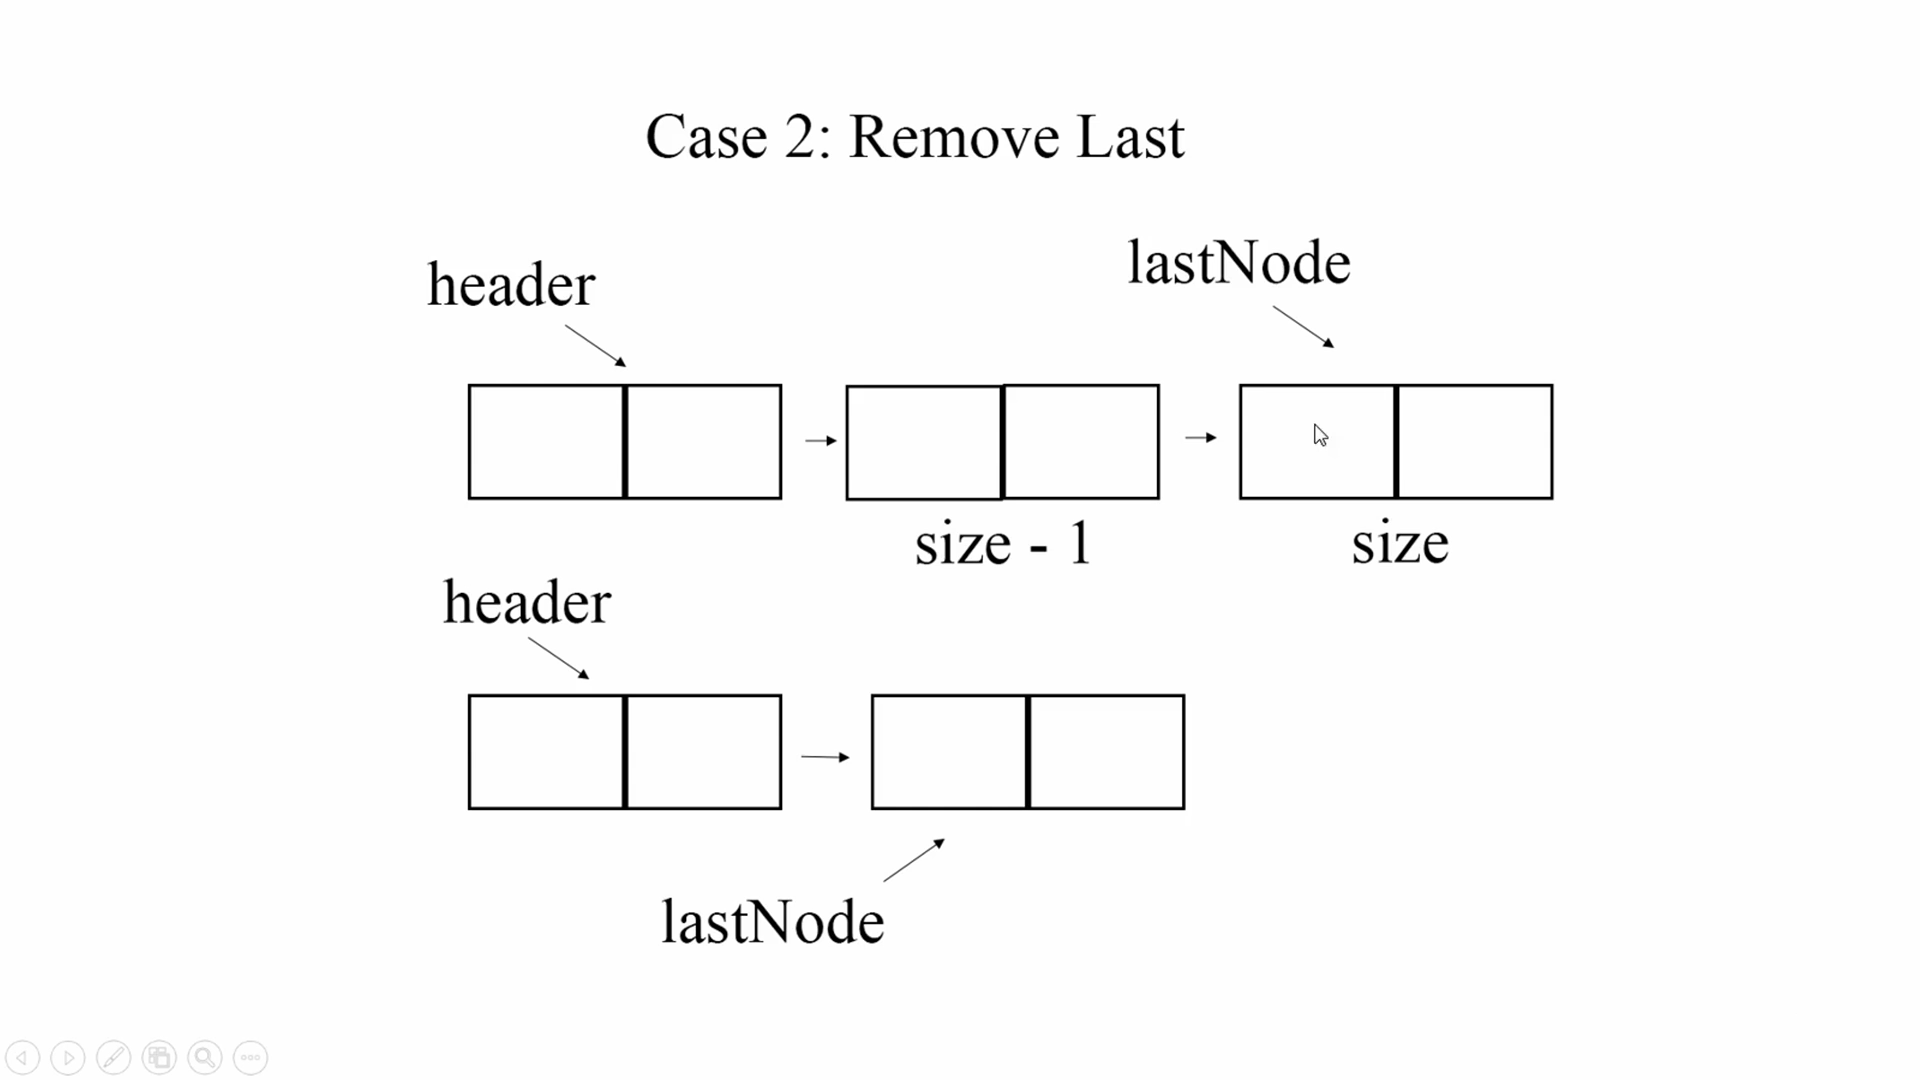 Case 2: Remove Last
header
lastNode
size - 1
size
header
lastNode